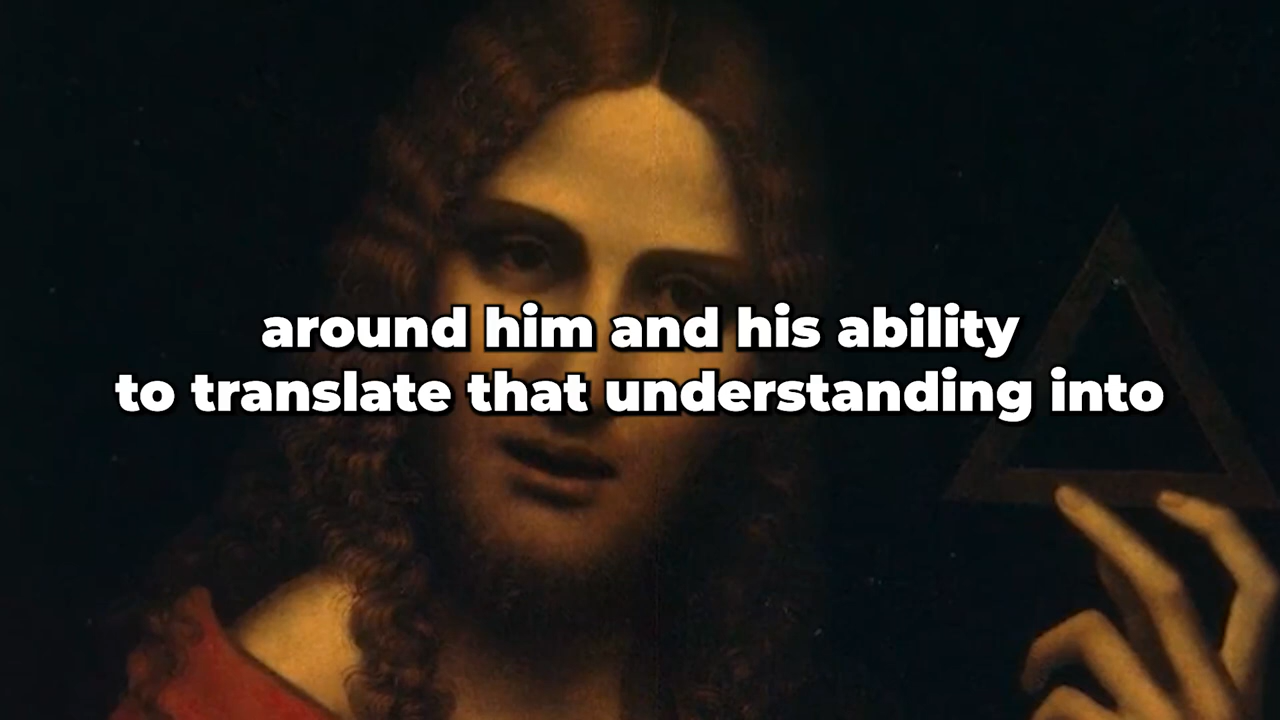 around him and his ability
to translate that understanding into